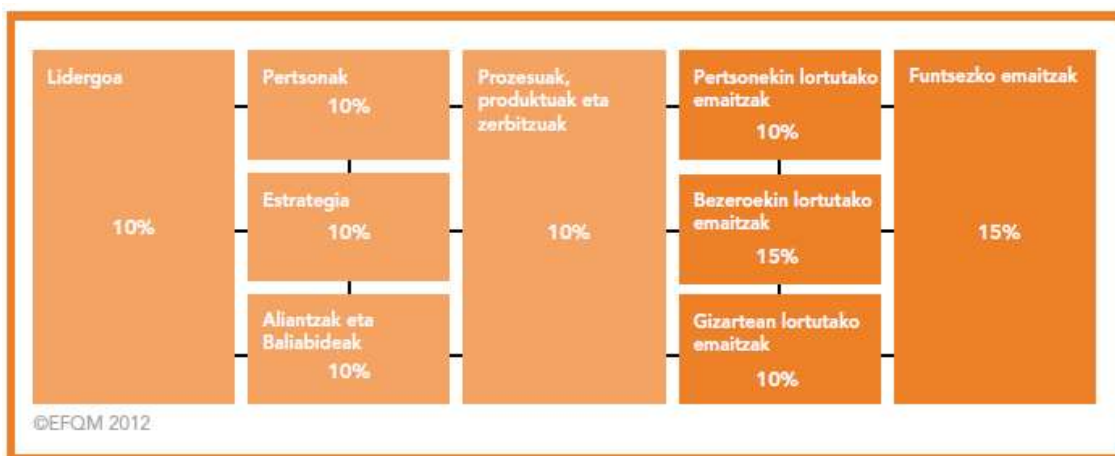 Lidergoa
10%
Pertsonak
10%
Estrategia
10%
Aliantzak eta
Baliabideak
10%
Prozesuak,
produktuak eta
zerbitzuak
10%
Pertsonekin lortutako
emaitzak
10%
Bezeroekin lortutako
emaitzak
15%
Gizartean lortutako
emaitzak
10%
Funtsezko emaitzak
15%
©EFQM 2012